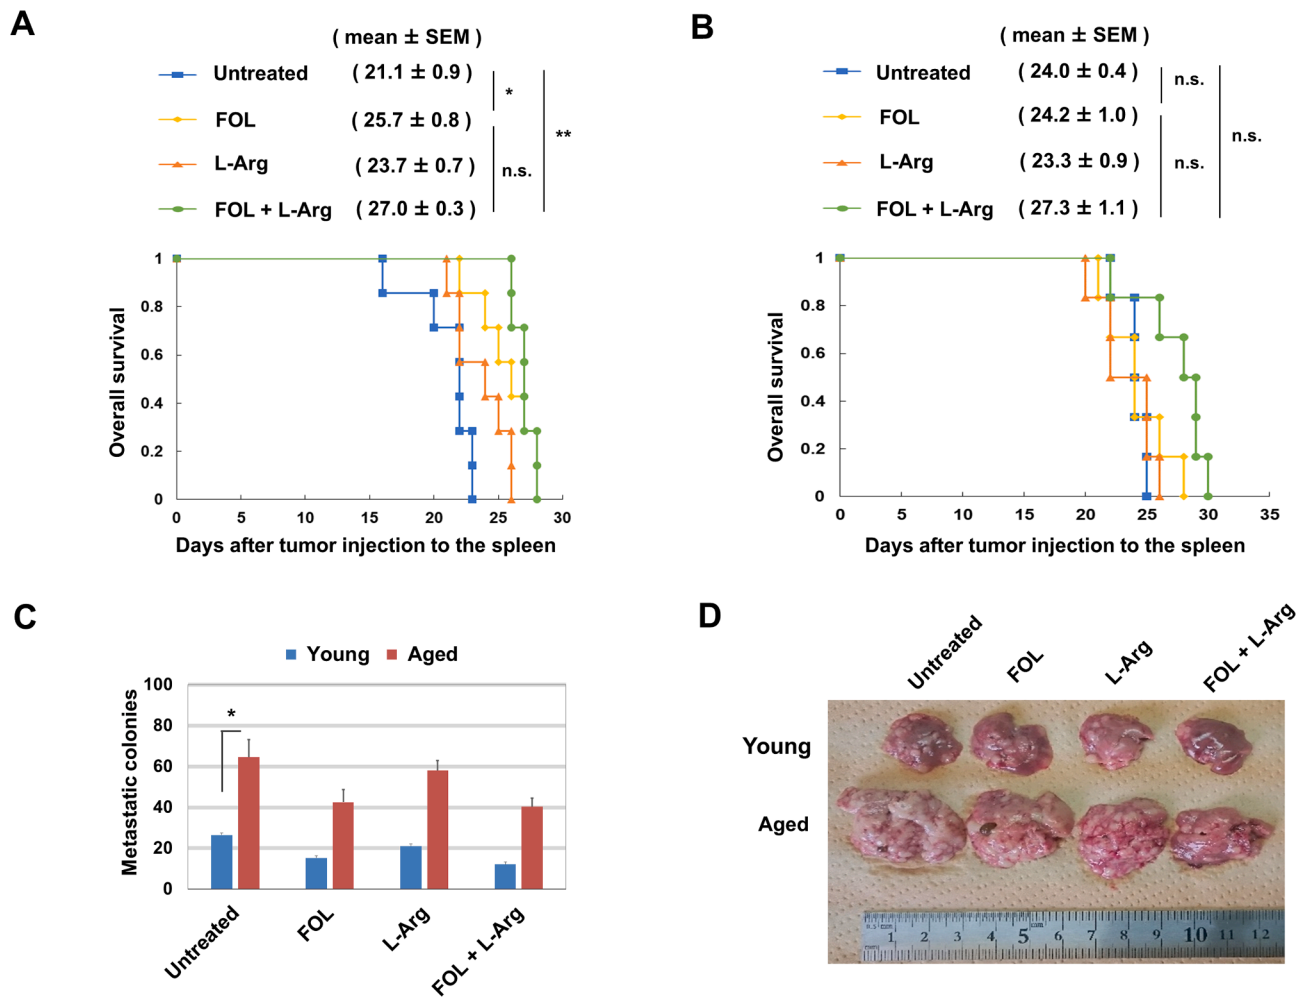 A
( mean ± SEM )
Untreated ( 21.1 ± 0.9 )
*
FOL ( 25.7 ± 0.8 )
**
L-Arg ( 23.7 ± 0.7 )
n.s.
FOL + L-Arg ( 27.0 ± 0.3 )
Overall survival
1
0.8
0.6
0.4
0.2
0
0 5 10 15 20 25 30
Days after tumor injection to the spleen
B
( mean ± SEM )
Untreated ( 24.0 ± 0.4 )
n.s.
FOL ( 24.2 ± 1.0 )
n.s.
L-Arg ( 23.3 ± 0.9 )
n.s.
FOL + L-Arg ( 27.3 ± 1.1 )
Overall survival
1
0.8
0.6
0.4
0.2
0
0 5 10 15 20 25 30 35
Days after tumor injection to the spleen
C
Young Aged
Metastatic colonies
100
80
60
40
20
0
*
Untreated FOL L-Arg FOL + L-Arg
D
Untreated FOL L-Arg FOL + L-Arg
Young
Aged
cm
1 2 3 4 5 6 7 8 9 10 11 12